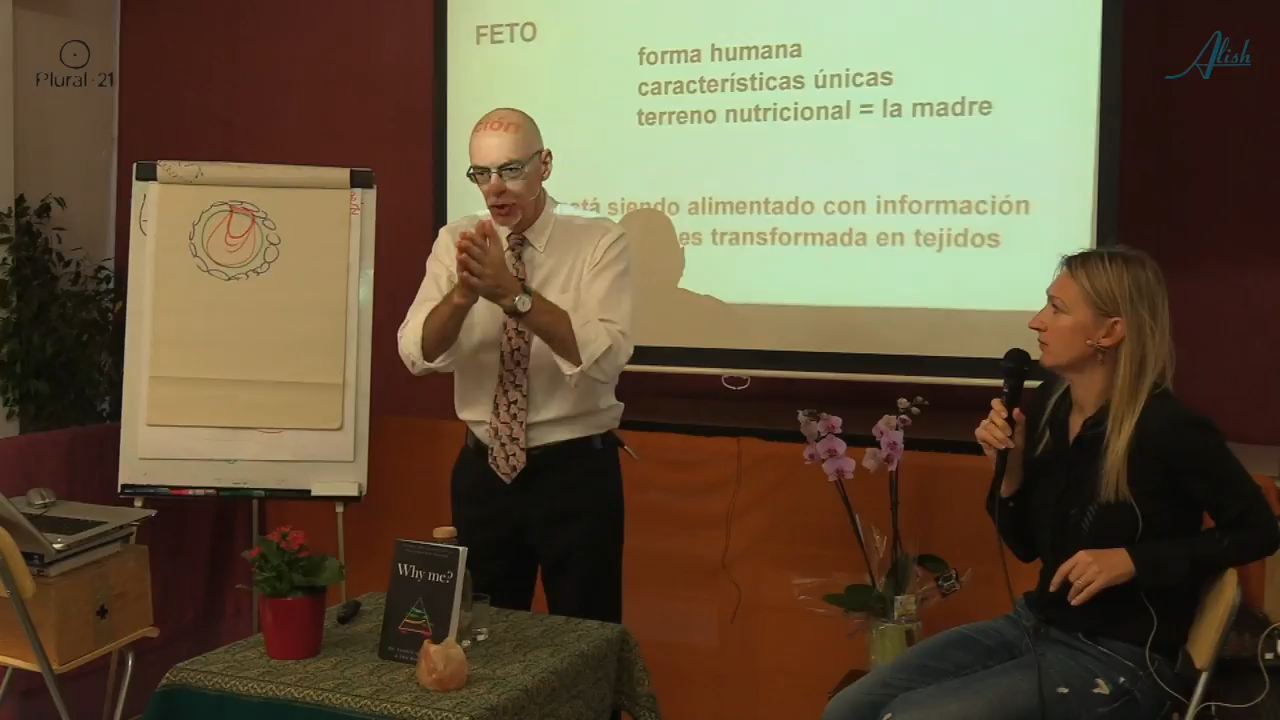 Plural-21
Alish
FETO
forma humana
características únicas
terreno nutricional = la madre
ción
siendo alimentado con información
es transformada en tejidos
Why me?